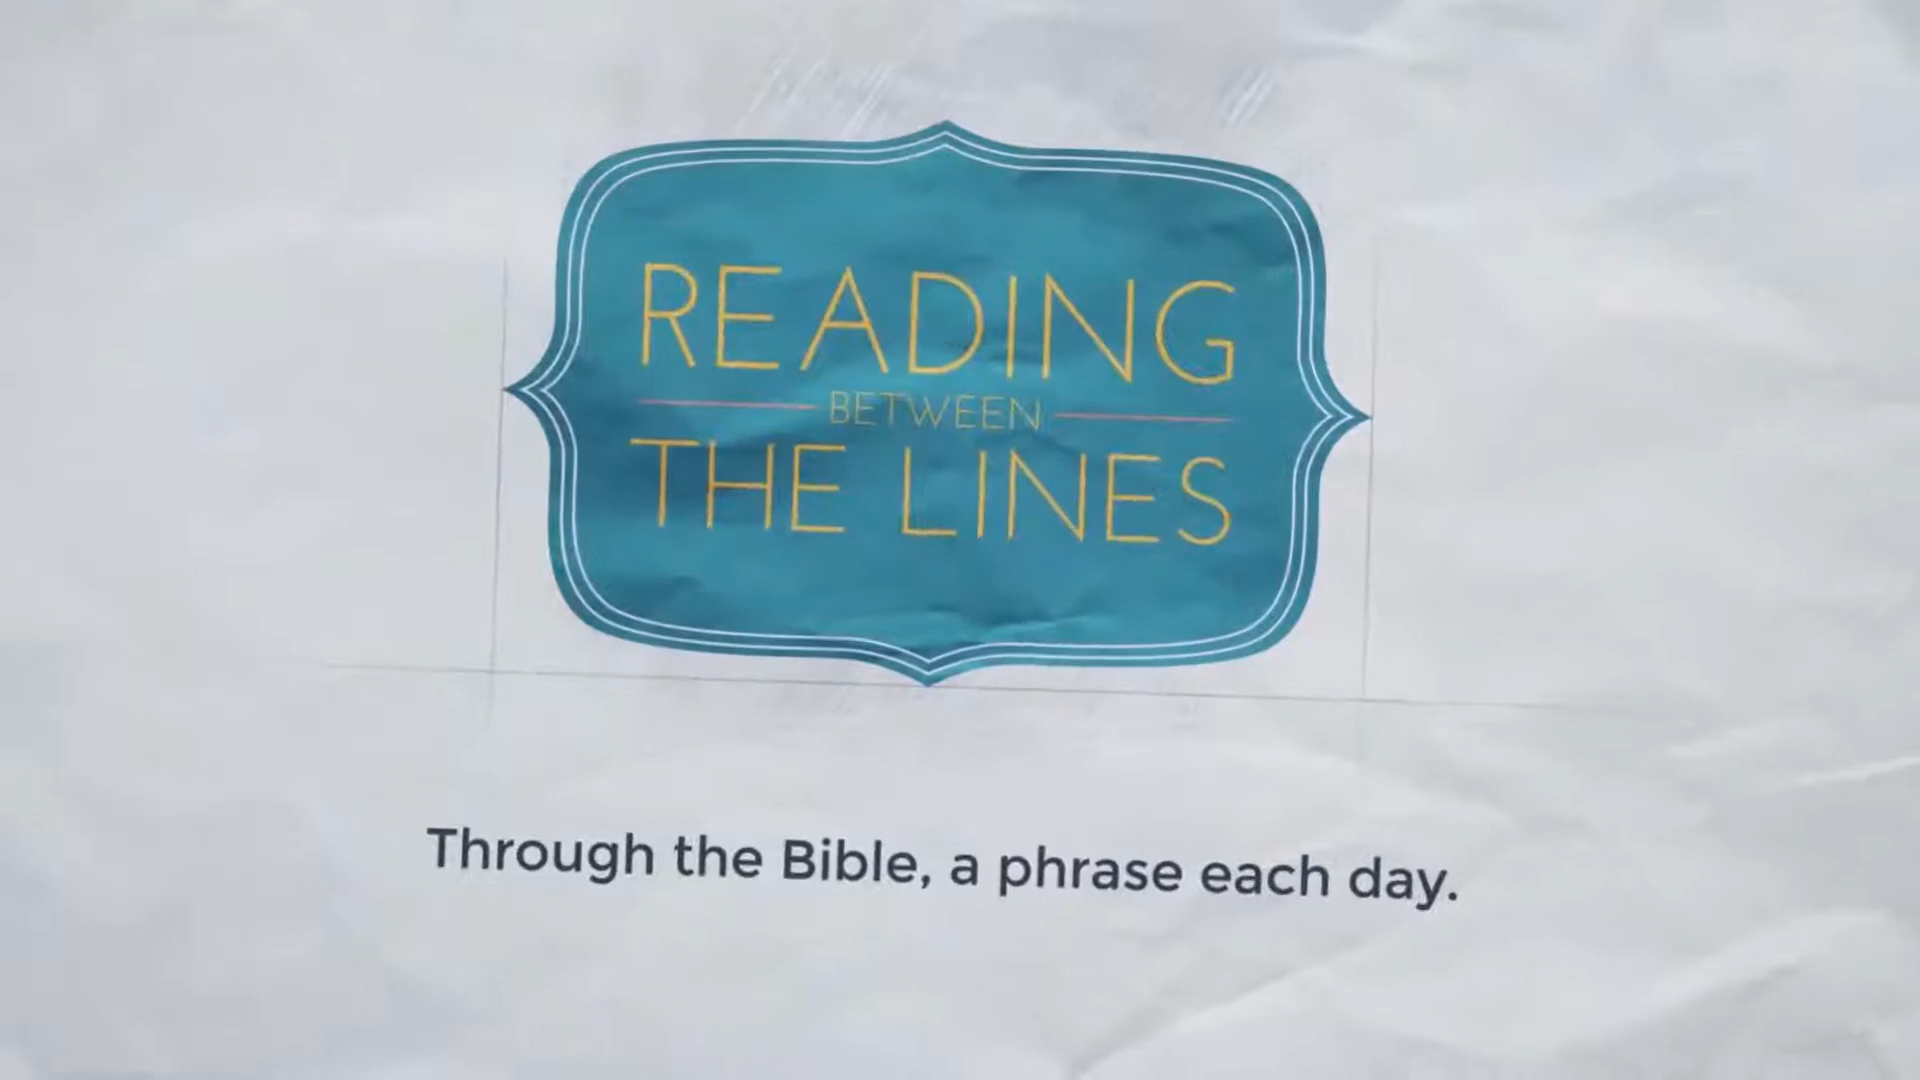 READING
BETWEEN
THE LINES
Through the Bible, a phrase each day.